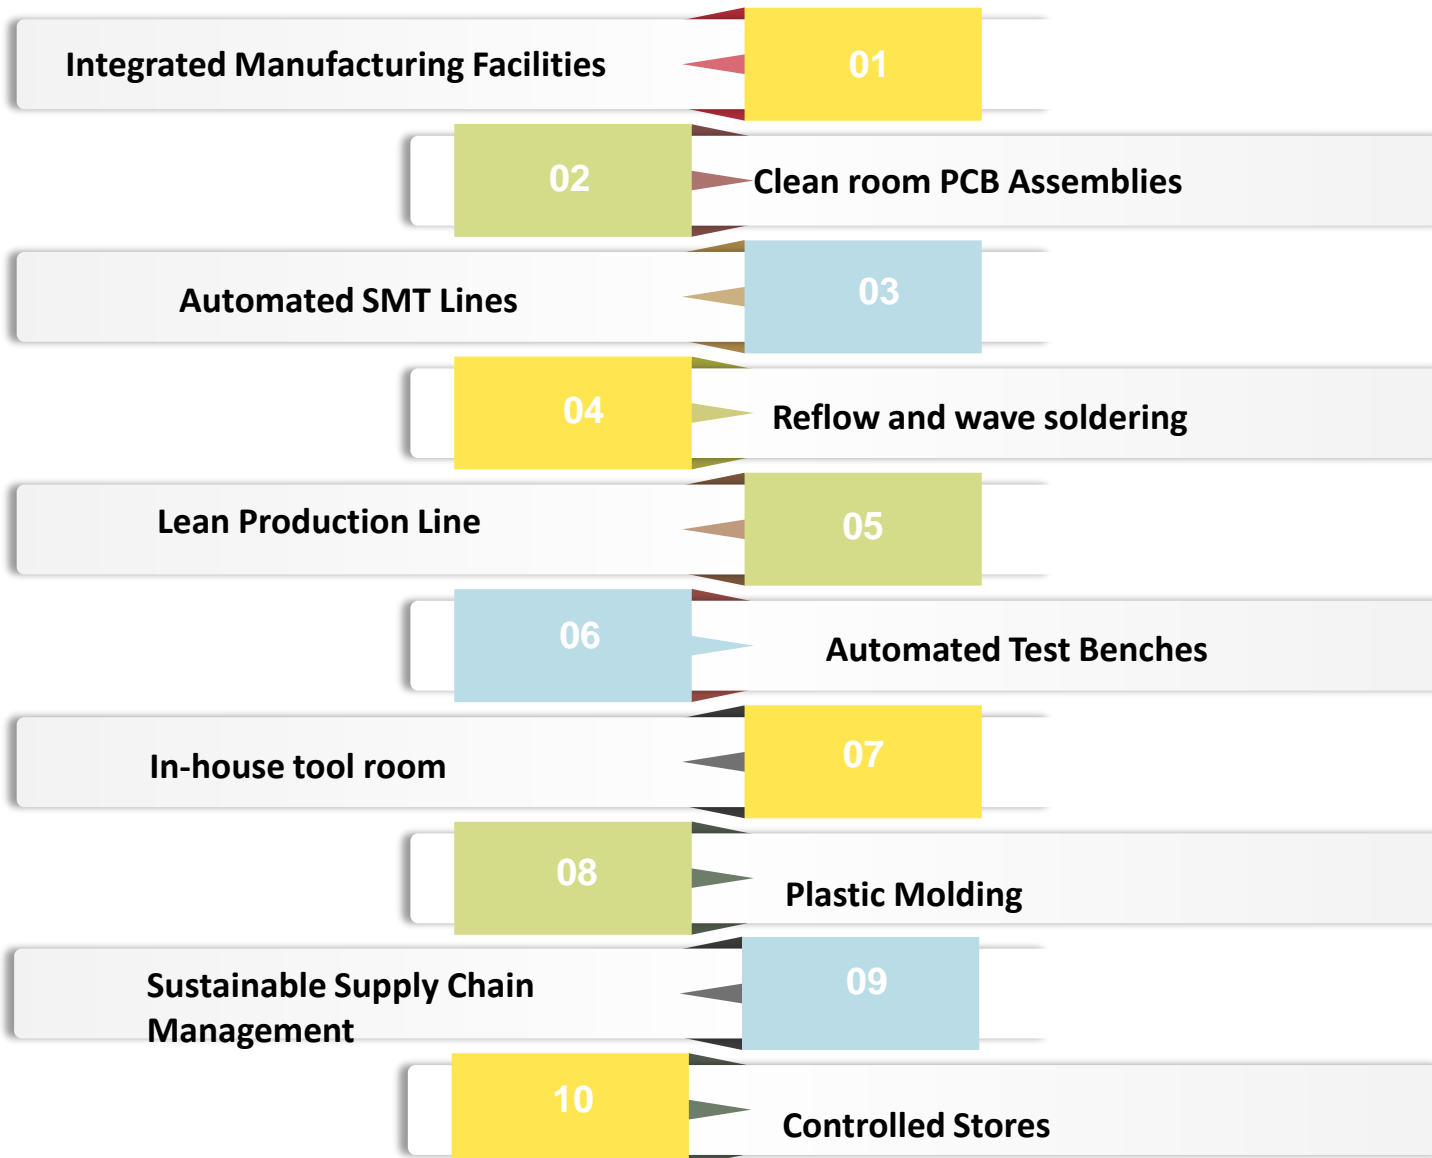 Integrated Manufacturing Facilities
01
02
Clean room PCB Assemblies
Automated SMT Lines
03
04
Reflow and wave soldering
Lean Production Line
05
06
Automated Test Benches
In-house tool room
07
08
Plastic Molding
Sustainable Supply Chain
Management
09
10
Controlled Stores